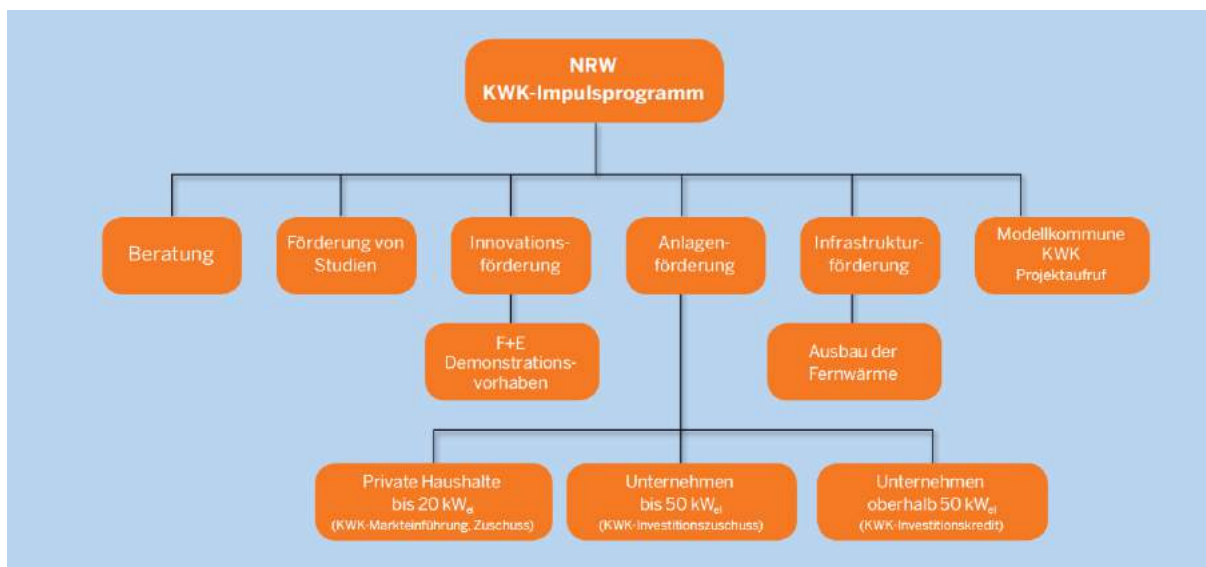 NRW
KWK-Impulsprogramm
Beratung
Förderung von
Studien
Innovations-
förderung
Anlagen-
förderung
Infrastruktur-
förderung
Modellkommune
KWK
Projektaufruf
F+E
Demonstrations-
vorhaben
Ausbau der
Fernwärme
Private Haushalte
bis 20 kWel
(KWK-Markteinführung, Zuschuss)
Unternehmen
bis 50 kWel
(KWK-Investitionszuschuss)
Unternehmen
oberhalb 50 kWel
(KWK-Investitionskredit)